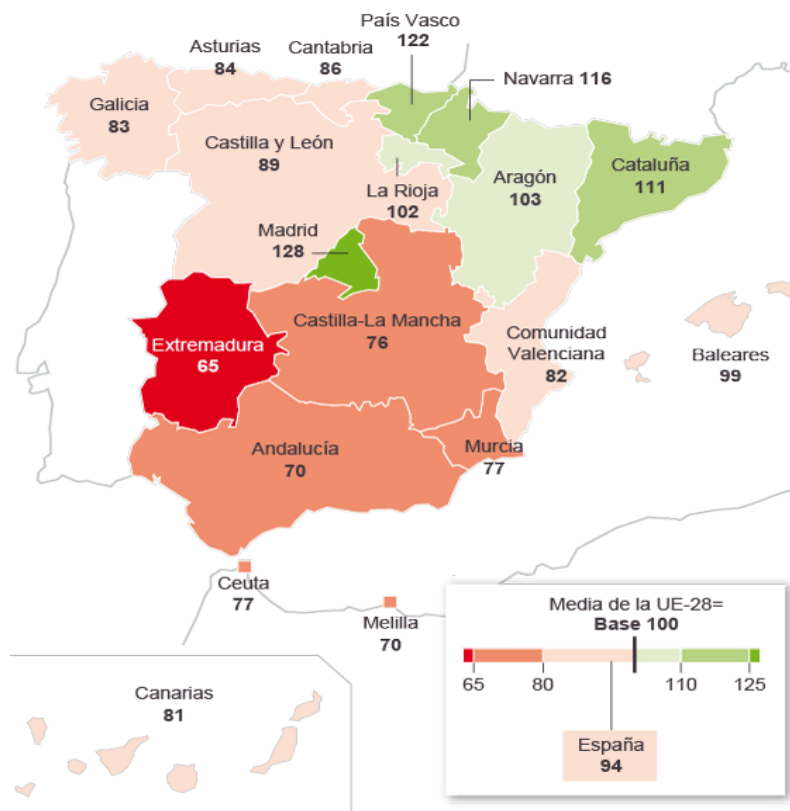 País Vasco
122
Asturias
84
Cantabria
86
Navarra 116
Galicia
83
Castilla y León
89
La Rioja
102
Aragón
103
Cataluña
111
Madrid
128
Extremadura
65
Castilla-La Mancha
76
Comunidad
Valenciana
82
Baleares
99
Andalucía
70
Murcia
77
Ceuta
77
Melilla
70
Canarias
81
Media de la UE-28=
Base 100
65 80 110 125
España
94